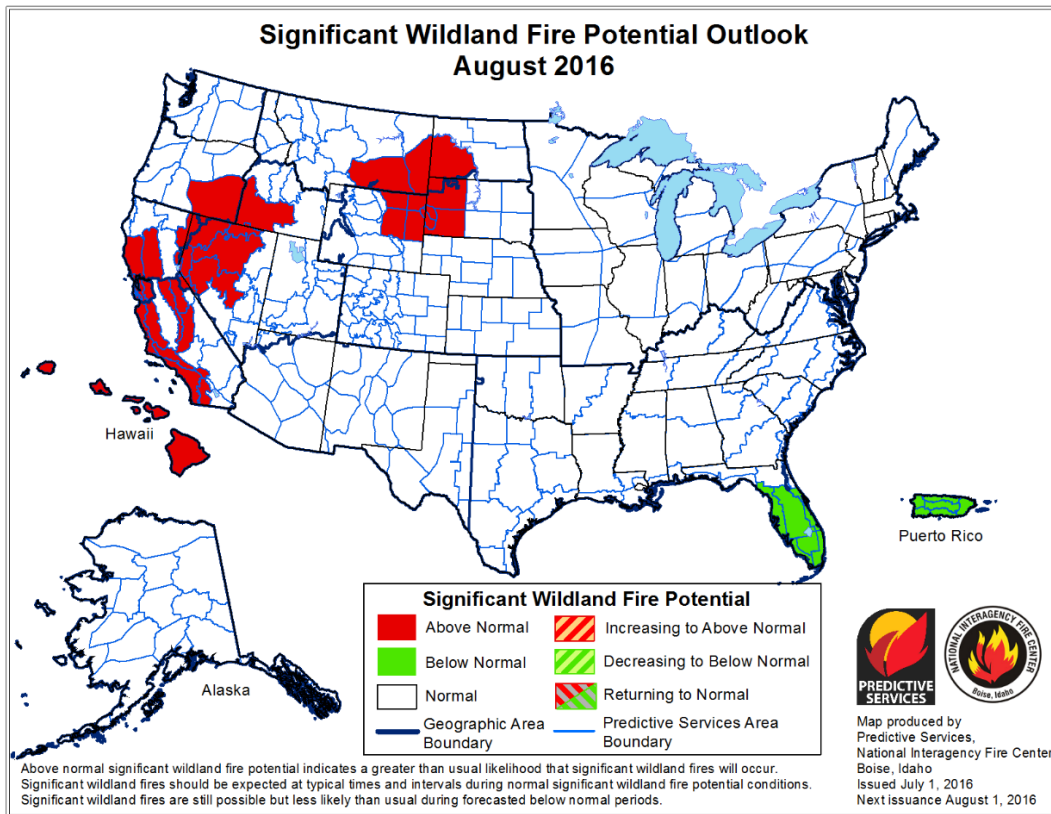 Significant Wildland Fire Potential Outlook
August 2016
Hawaii
Puerto Rico
Alaska
Significant Wildland Fire Potential
Above Normal
Increasing to Above Normal
Below Normal
Decreasing to Below Normal
Normal
Returning to Normal
Geographic Area
Boundary
Predictive Services Area
Boundary
PREDICTIVE
SERVICES
NATIONAL INTERAGENCY FIRE CENTER
Boise, Idaho
Map produced by
Predictive Services,
National Interagency Fire Center
Boise, Idaho
Issued July 1, 2016
Next issuance August 1, 2016
Above normal significant wildland fire potential indicates a greater than usual likelihood that significant wildland fires will occur.
Significant wildland fires should be expected at typical times and intervals during normal significant wildland fire potential conditions.
Significant wildland fires are still possible but less likely than usual during forecasted below normal periods.